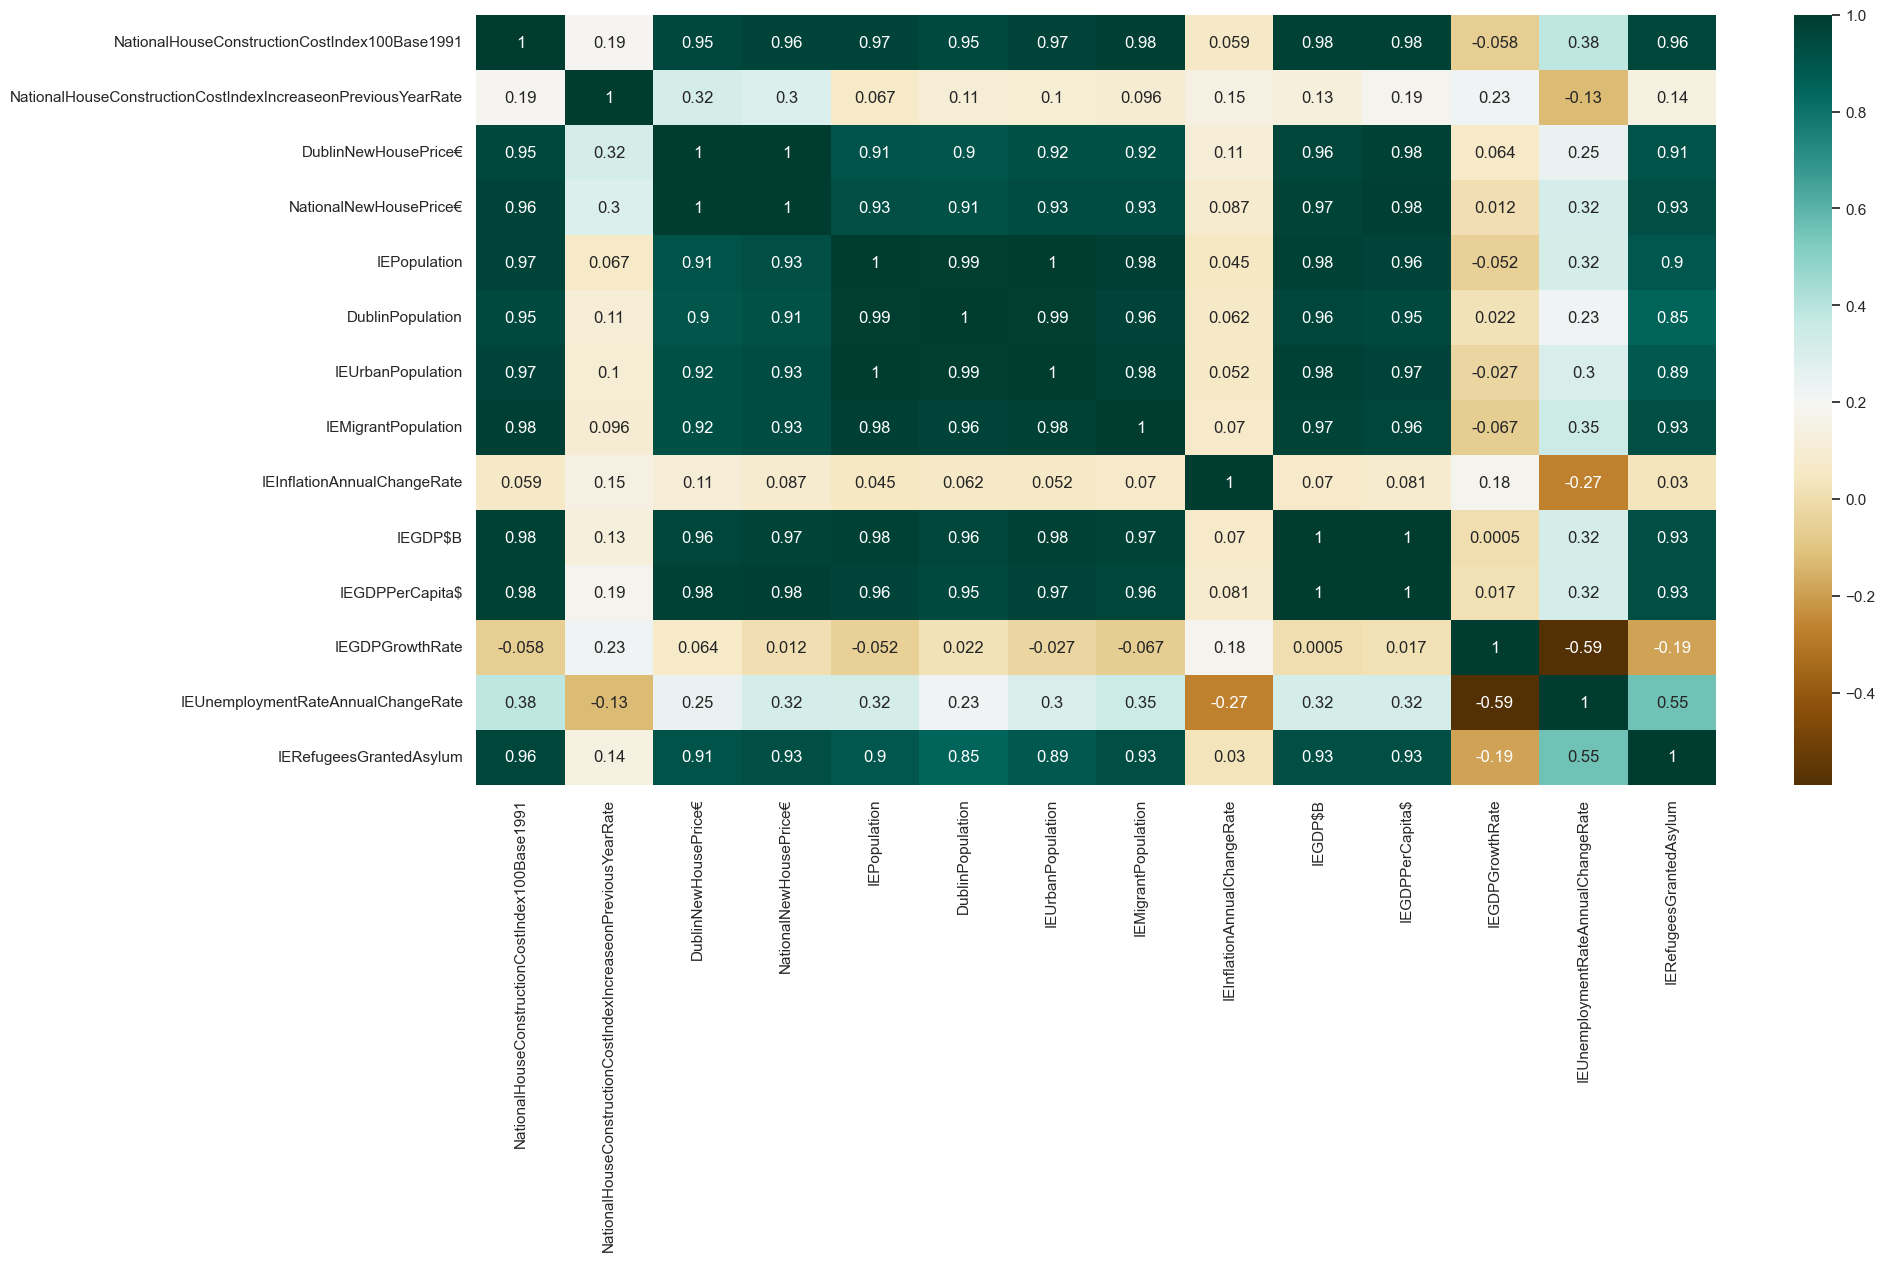 NationalHouseConstructionCostIndex100Base1991 1 0.19 0.95 0.96 0.97 0.95 0.97 0.98 0.059 0.98 0.98 -0.058 0.38 0.96
NationalHouseConstructionCostIndexIncreaseonPreviousYearRate 0.19 1 0.32 0.3 0.067 0.11 0.1 0.096 0.15 0.13 0.19 0.23 -0.13 0.14
DublinNewHousePrice€ 0.95 0.32 1 1 0.91 0.9 0.92 0.92 0.11 0.96 0.98 0.064 0.25 0.91
NationalNewHousePrice€ 0.96 0.3 1 1 0.93 0.91 0.93 0.93 0.087 0.97 0.98 0.012 0.32 0.93
IEPopulation 0.97 0.067 0.91 0.93 1 0.99 1 0.98 0.045 0.98 0.96 -0.052 0.32 0.9
DublinPopulation 0.95 0.11 0.9 0.91 0.99 1 0.99 0.96 0.062 0.96 0.95 0.022 0.23 0.85
IEUrbanPopulation 0.97 0.1 0.92 0.93 1 0.99 1 0.98 0.052 0.98 0.97 -0.027 0.3 0.89
IEMigrantPopulation 0.98 0.096 0.92 0.93 0.98 0.96 0.98 1 0.07 0.97 0.96 -0.067 0.35 0.93
IEInflationAnnualChangeRate 0.059 0.15 0.11 0.087 0.045 0.062 0.052 0.07 1 0.07 0.081 0.18 -0.27 0.03
IEGDP$B 0.98 0.13 0.96 0.97 0.98 0.96 0.98 0.97 0.07 1 1 0.0005 0.32 0.93
IEGDPPerCapita$ 0.98 0.19 0.98 0.98 0.96 0.95 0.97 0.96 0.081 1 1 0.017 0.32 0.93
IEGDPGrowthRate -0.058 0.23 0.064 0.012 -0.052 0.022 -0.027 -0.067 0.18 0.0005 0.017 1 -0.59 -0.19
IEUnemploymentRateAnnualChangeRate 0.38 -0.13 0.25 0.32 0.32 0.23 0.3 0.35 -0.27 0.32 0.32 -0.59 1 0.55
IERefugeesGrantedAsylum 0.96 0.14 0.91 0.93 0.9 0.85 0.89 0.93 0.03 0.93 0.93 -0.19 0.55 1
NationalHouseConstructionCostIndex100Base1991
NationalHouseConstructionCostIndexIncreaseonPreviousYearRate
DublinNewHousePrice€
NationalNewHousePrice€
IEPopulation
DublinPopulation
IEUrbanPopulation
IEMigrantPopulation
IEInflationAnnualChangeRate
IEGDP$B
IEGDPPerCapita$
IEGDPGrowthRate
IEUnemploymentRateAnnualChangeRate
IERefugeesGrantedAsylum
1.0
0.8
0.6
0.4
0.2
0.0
−0.2
−0.4